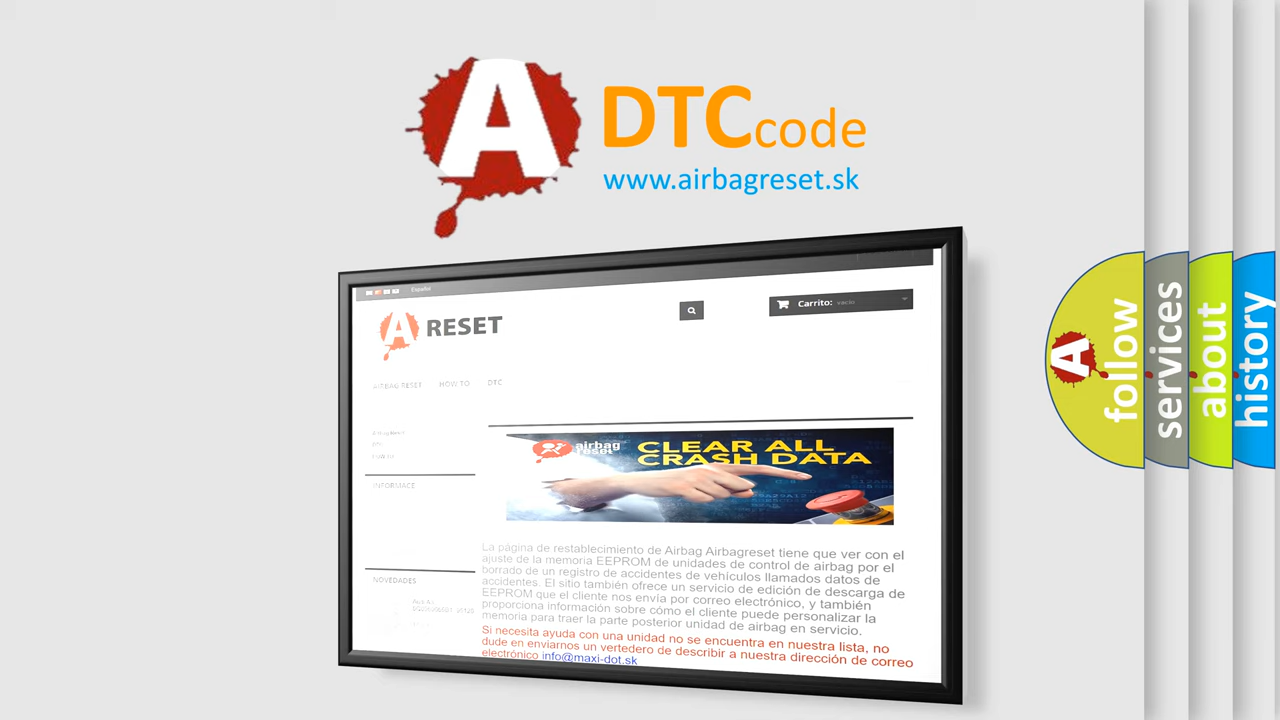 A DTCcode
www.airbagreset.sk
Español
Carrito: vacío
A RESET
AIRBAG RESET HOW TO DTC
INFORMACE
airbag
reset
CLEAR ALL
CRASH DATA
NOVEDADES
La página de restablecimiento de Airbag Airbagreset tiene que ver con el
ajuste de la memoria EEPROM de unidades de control de airbag por el
borrado de un registro de accidentes de vehículos llamados datos de
accidentes. El sitio también ofrece un servicio de edición de descarga de
EEPROM que el cliente nos envía por correo electrónico, y también
proporciona información sobre cómo el cliente puede personalizar la
memoria para traer la parte posterior unidad de airbag en servicio.
Si necesita ayuda con una unidad no se encuentra en nuestra lista, no
dude en enviarnos un vertedero de describir a nuestra dirección de correo
electrónico info@maxi-dot.sk
A follow
services
about
history